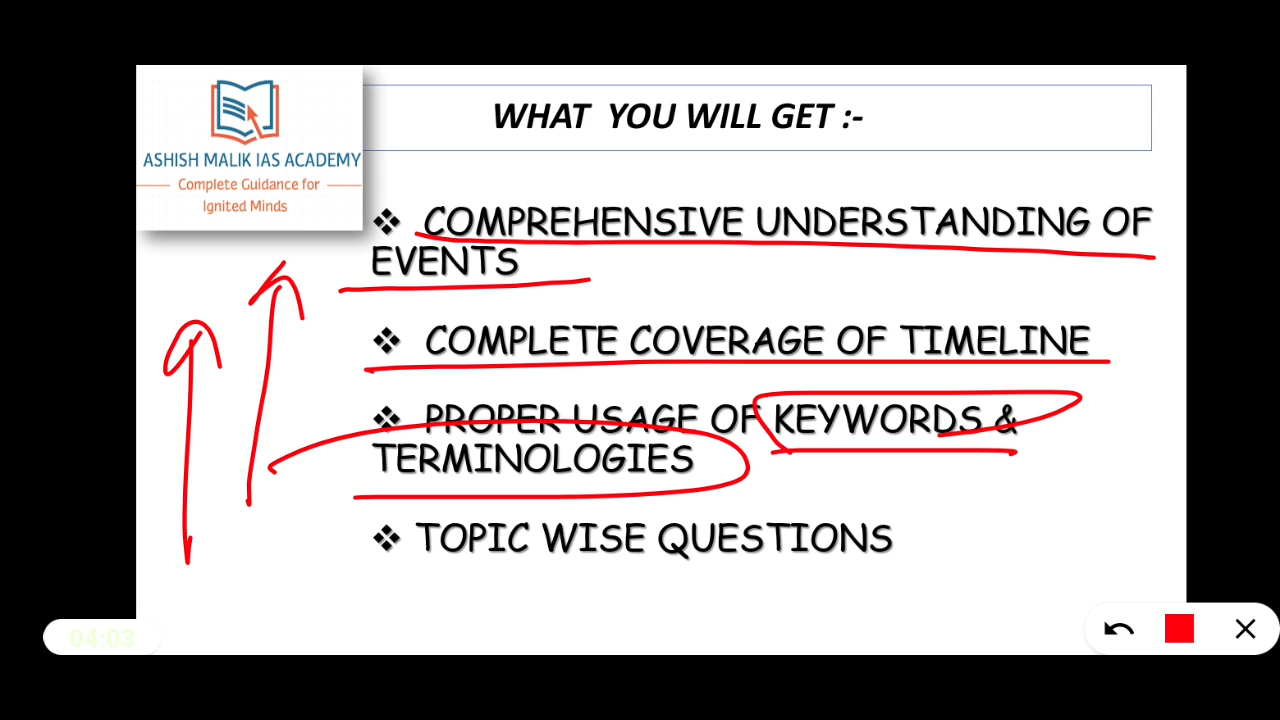 ASHISH MALIK IAS ACADEMY
Complete Guidance for
Ignited Minds
WHAT YOU WILL GET :-
❖ COMPREHENSIVE UNDERSTANDING OF
EVENTS
❖ COMPLETE COVERAGE OF TIMELINE
❖ PROPER USAGE OF KEYWORDS &
TERMINOLOGIES
❖ TOPIC WISE QUESTIONS
04:03